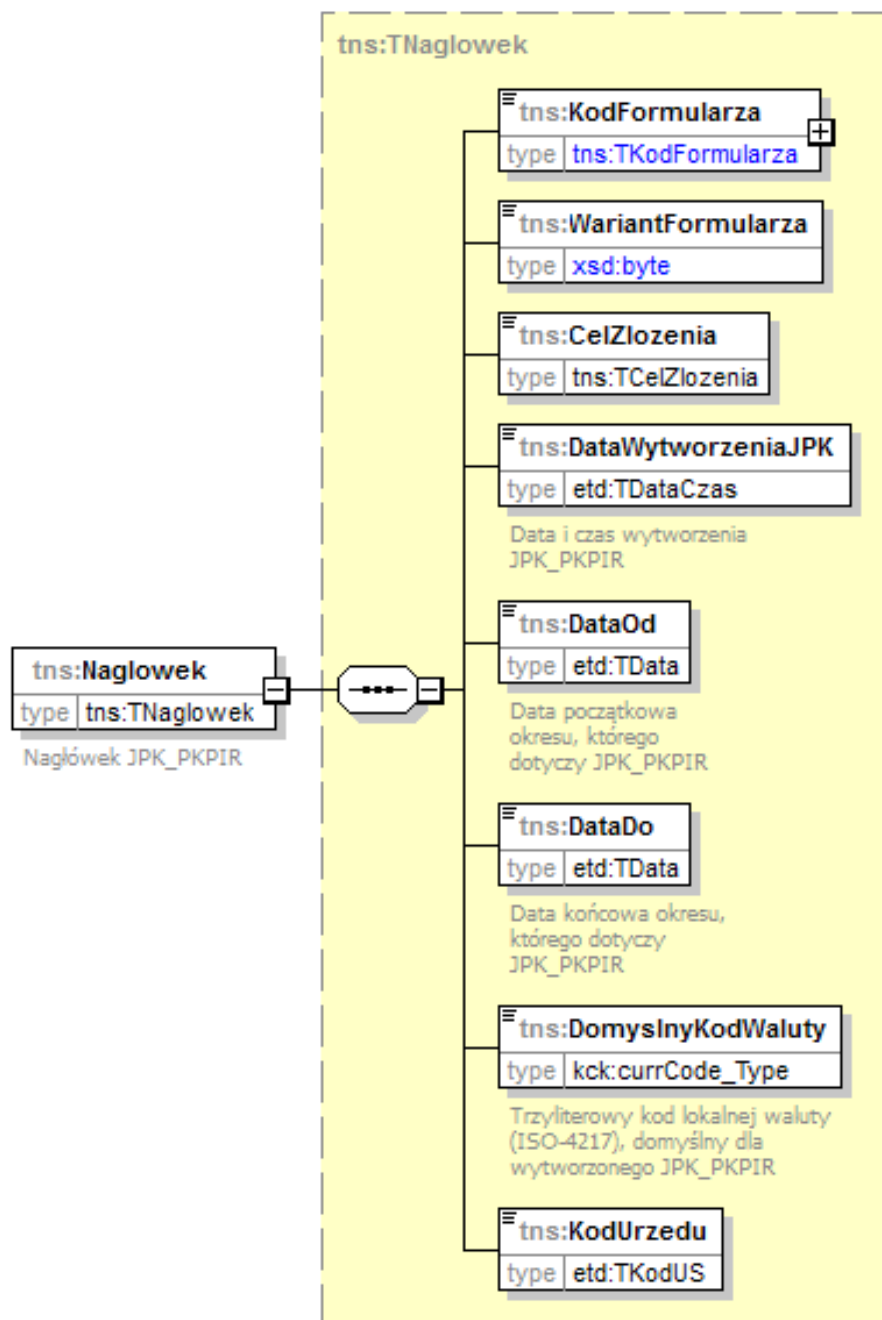 tns:TNaglowek
tns:KodFormularza
type tns:TKodFormularza
tns:WariantFormularza
type xsd:byte
tns:CelZlozenia
type tns:TCelZlozenia
tns:DataWytworzeniaJPK
type etd:TDataCzas
Data i czas wytworzenia
JPK_PKPIR
tns:DataOd
type etd:TData
Data początkowa
okresu, którego
dotyczy JPK_PKPIR
tns:Naglowek
type tns:TNaglowek
Nagłówek JPK_PKPIR
tns:DataDo
type etd:TData
Data końcowa okresu,
którego dotyczy
JPK_PKPIR
tns:DomyslnyKodWaluty
type kck:currCode_Type
Trzyliterowy kod lokalnej waluty
(ISO-4217), domyślny dla
wytworzonego JPK_PKPIR
tns:KodUrzedu
type etd:TKodUS